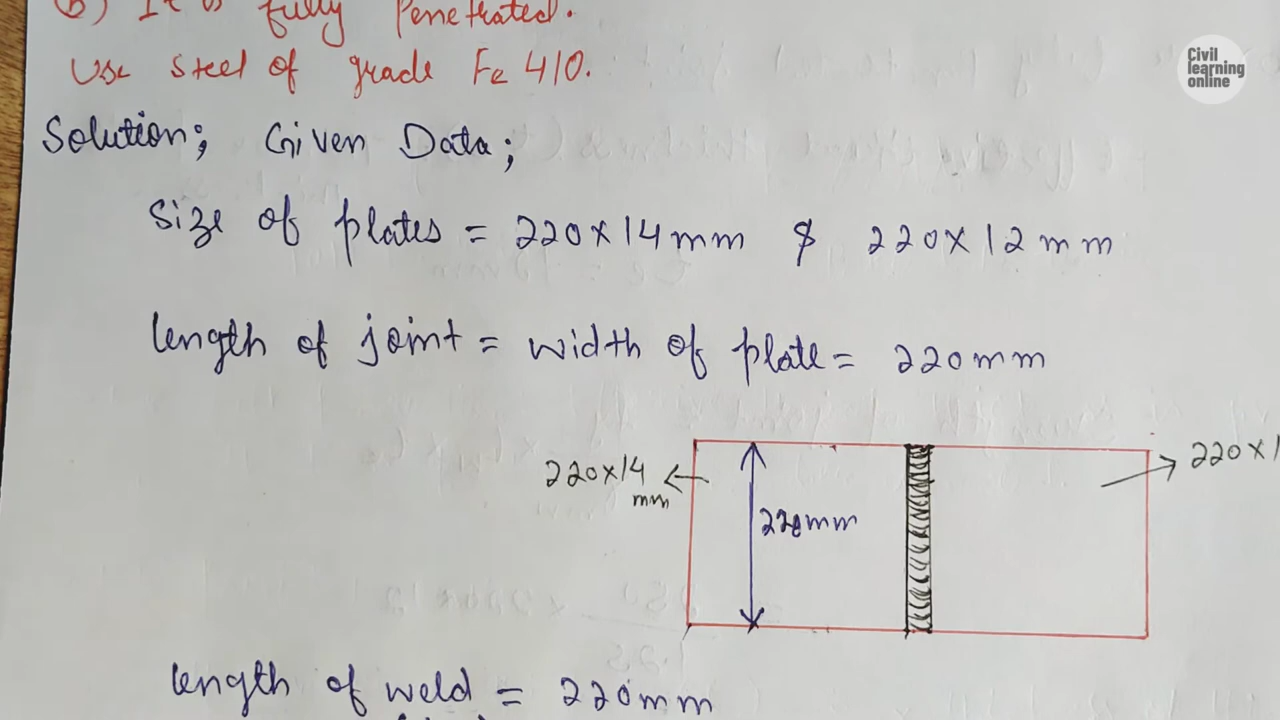 b) It is fully Penetrated.
Use steel of grade Fe 410.
Civil
learning
online
Solution; Given Data;
Size of plates = 220×14mm & 220×12mm
length of joint = width of plate = 220mm
220×14
mm
220mm
220×1
length of weld = 220mm